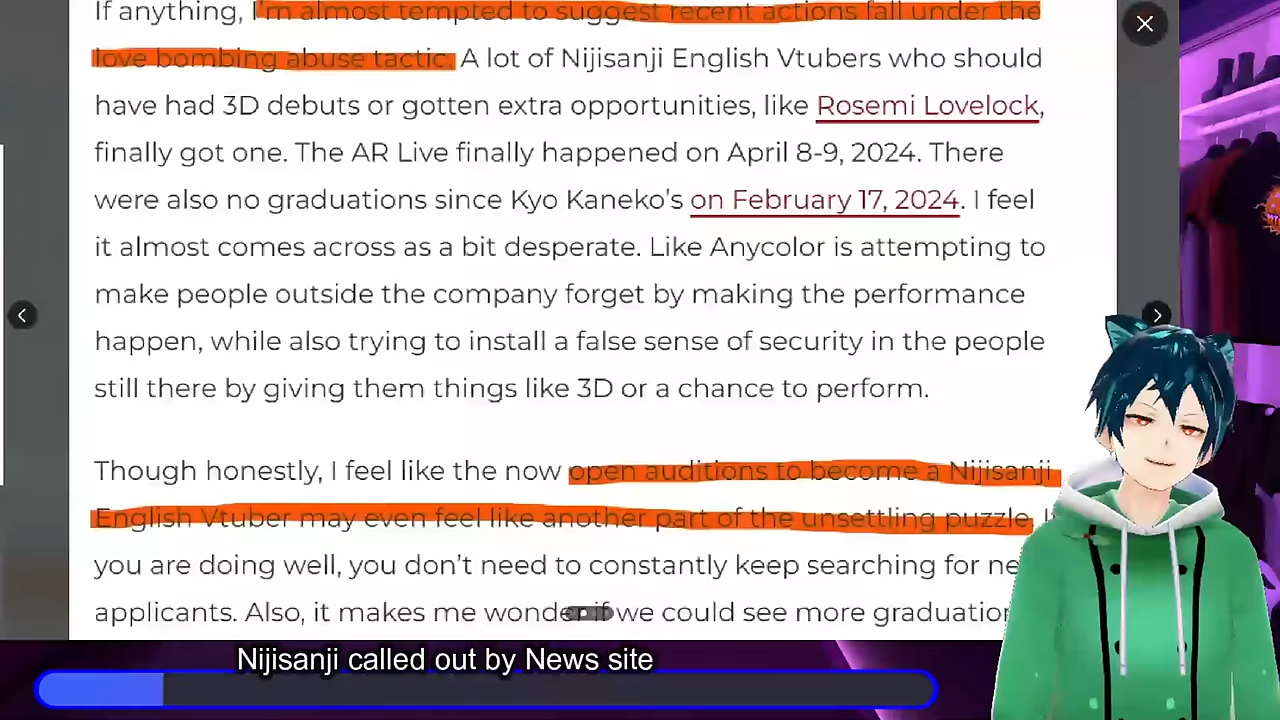 If anything, I'm almost tempted to suggest recent actions fall under the
love bombing abuse tactic. A lot of Nijisanji English Vtubers who should
have had 3D debuts or gotten extra opportunities, like Rosemi Lovelock,
finally got one. The AR Live finally happened on April 8-9, 2024. There
were also no graduations since Kyo Kaneko's on February 17, 2024. I feel
it almost comes across as a bit desperate. Like Anycolor is attempting to
make people outside the company forget by making the performance
happen, while also trying to install a false sense of security in the people
still there by giving them things like 3D or a chance to perform.
Though honestly, I feel like the now open auditions to become a Nijisanji
English Vtuber may even feel like another part of the unsettling puzzle.
you are doing well, you don't need to constantly keep searching for ne
applicants. Also, it makes me wonder if we could see more graduation
Nijisanji called out by News site